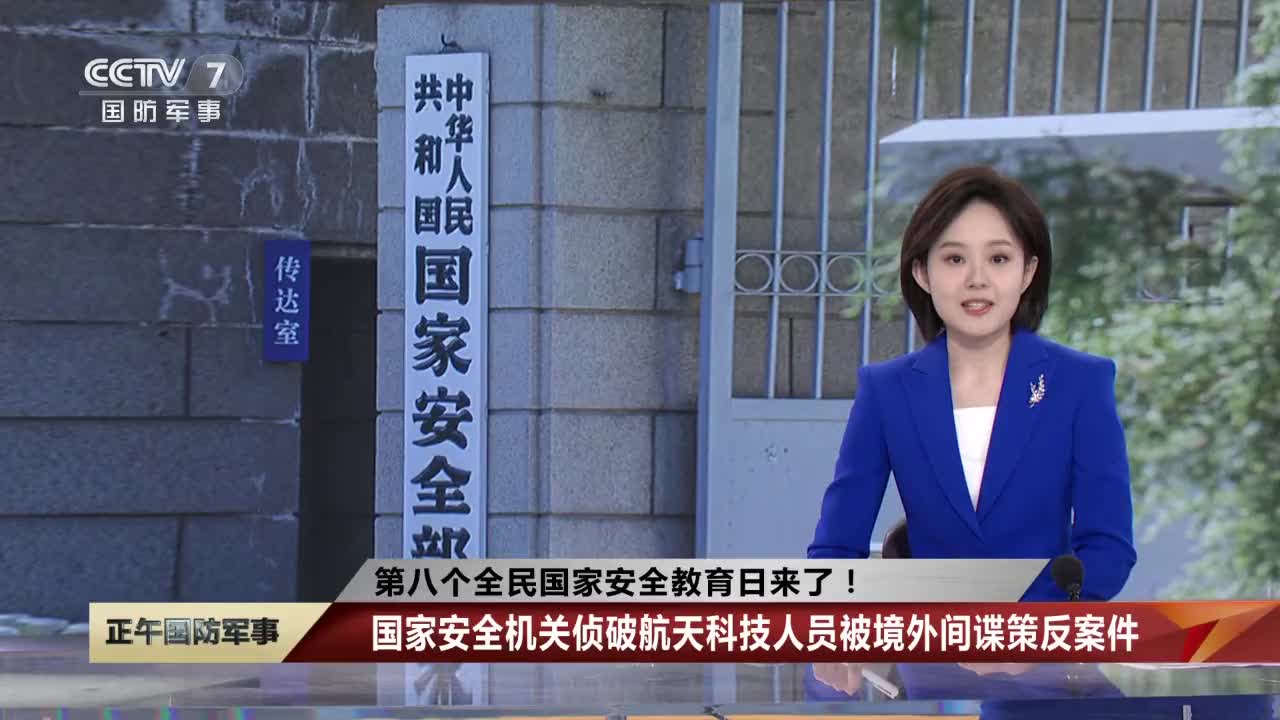 CCTV 7
国防军事
中华人民
共和国
国家安全部
传达室
第八个全民国家安全教育日来了！
正午国防军事
国家安全机关侦破航天科技人员被境外间谍策反案件